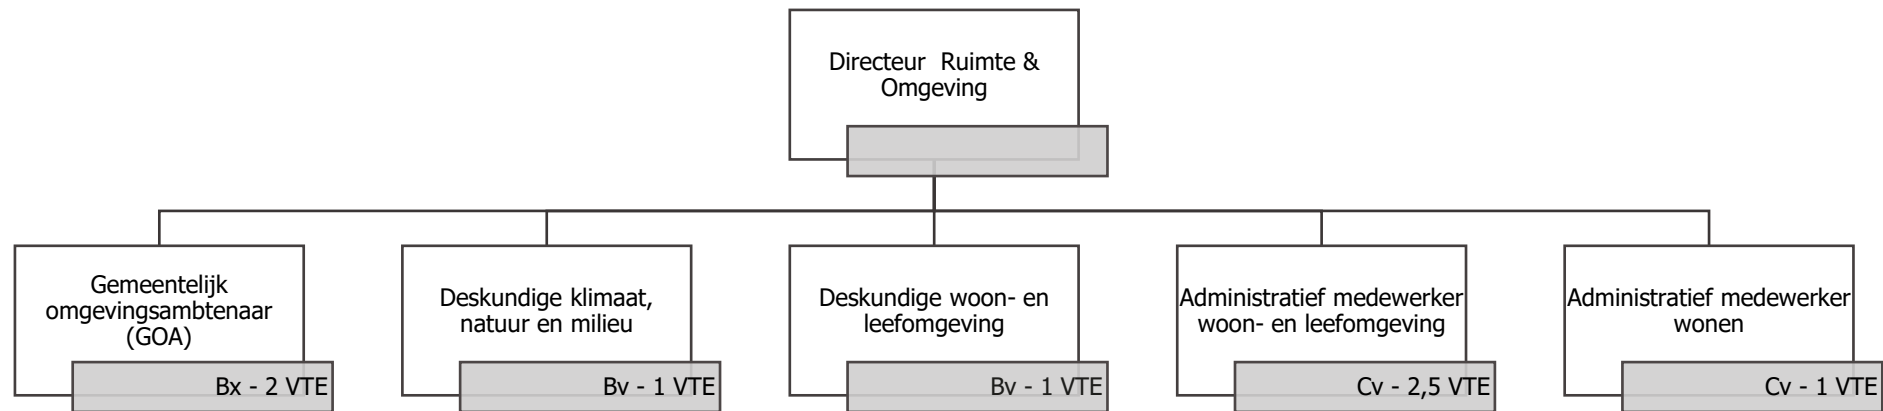 Directeur Ruimte &
Omgeving
Gemeentelijk
omgevingsambtenaar
(GOA)
Bx - 2 VTE
Deskundige klimaat,
natuur en milieu
Bv - 1 VTE
Deskundige woon- en
leefomgeving
Bv - 1 VTE
Administratief medewerker
woon- en leefomgeving
Cv - 2,5 VTE
Administratief medewerker
wonen
Cv - 1 VTE